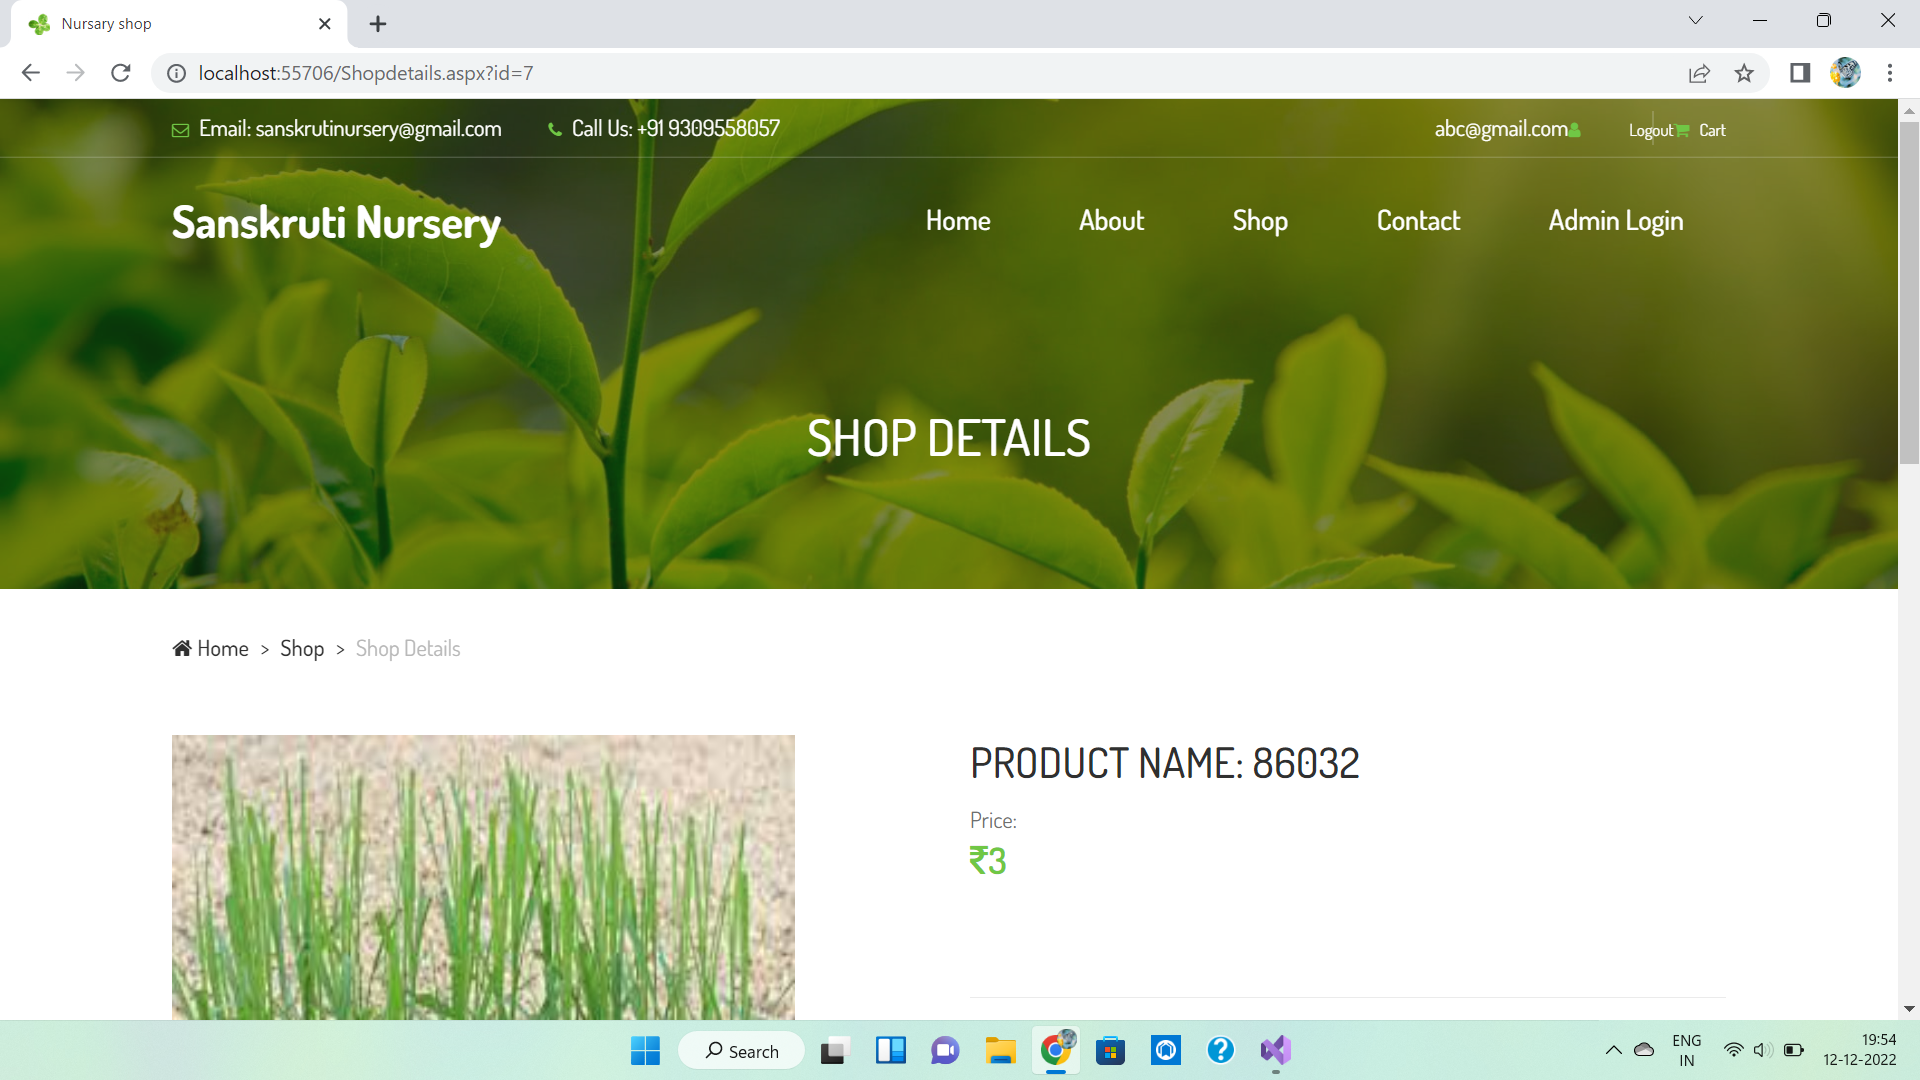 Nursary shop
localhost:55706/Shopdetails.aspx?id=7
Email: sanskrutinursery@gmail.com Call Us: +91 9309558057 abc@gmail.com Logout Cart
Sanskruti Nursery Home About Shop Contact Admin Login
SHOP DETAILS
Home > Shop > Shop Details
PRODUCT NAME: 86032
Price:
₹3
Search
ENG
IN
19:54
12-12-2022